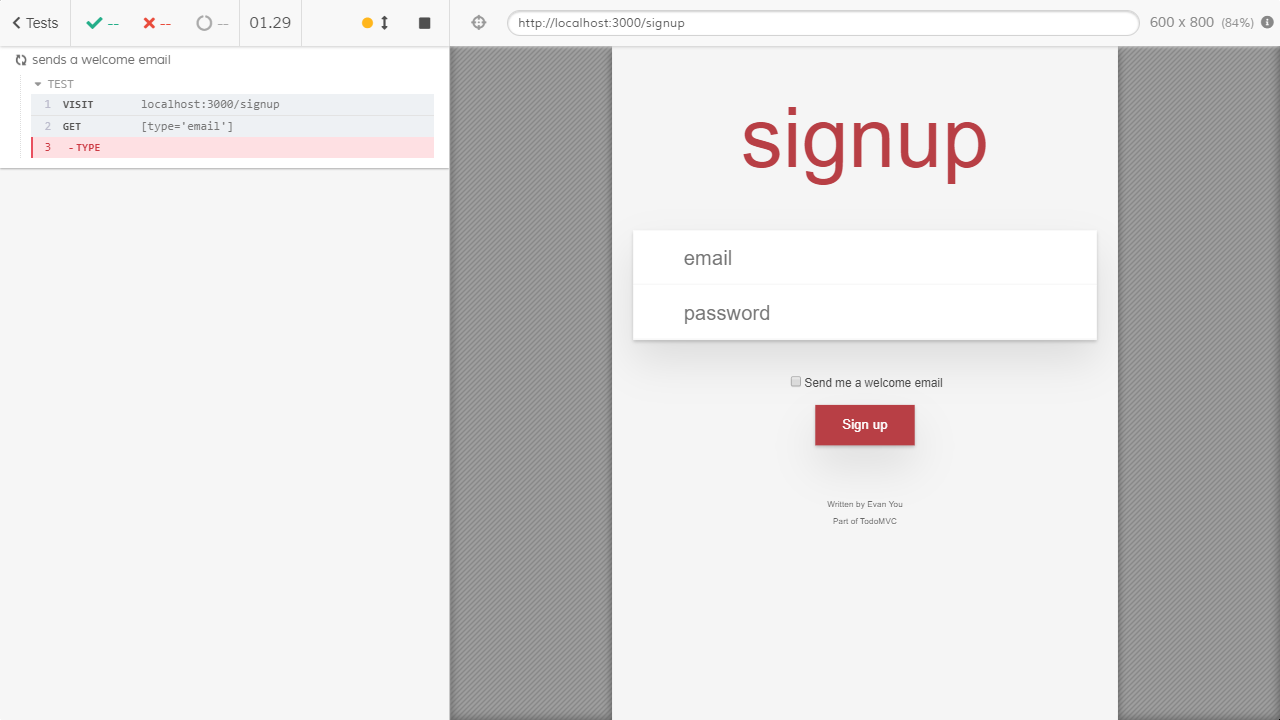 Tests -- -- -- 01.29
http://localhost:3000/signup 600 x 800 (84%)
sends a welcome email
TEST
1 VISIT localhost:3000/signup
2 GET [type='email']
3 -TYPE
signup
email
password
Send me a welcome email
Sign up
Written by Evan You
Part of TodoMVC